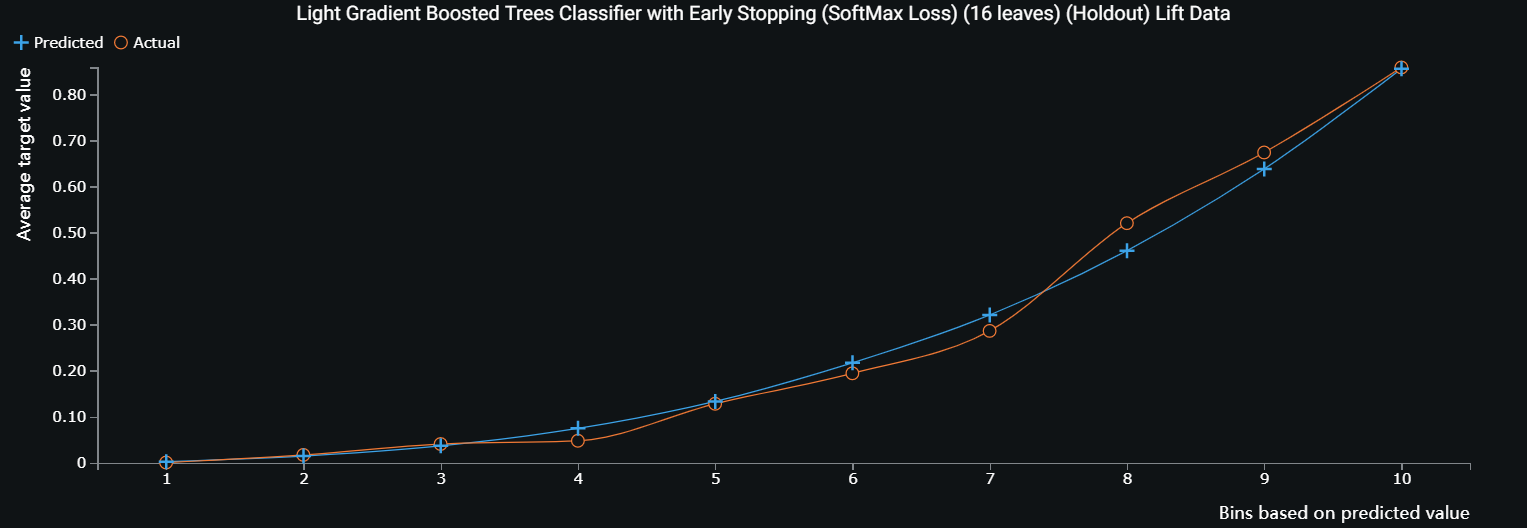 Light Gradient Boosted Trees Classifier with Early Stopping (SoftMax Loss) (16 leaves) (Holdout) Lift Data
Predicted Actual
Average target value
0.80
0.70
0.60
0.50
0.40
0.30
0.20
0.10
0
1 2 3 4 5 6 7 8 9 10
Bins based on predicted value